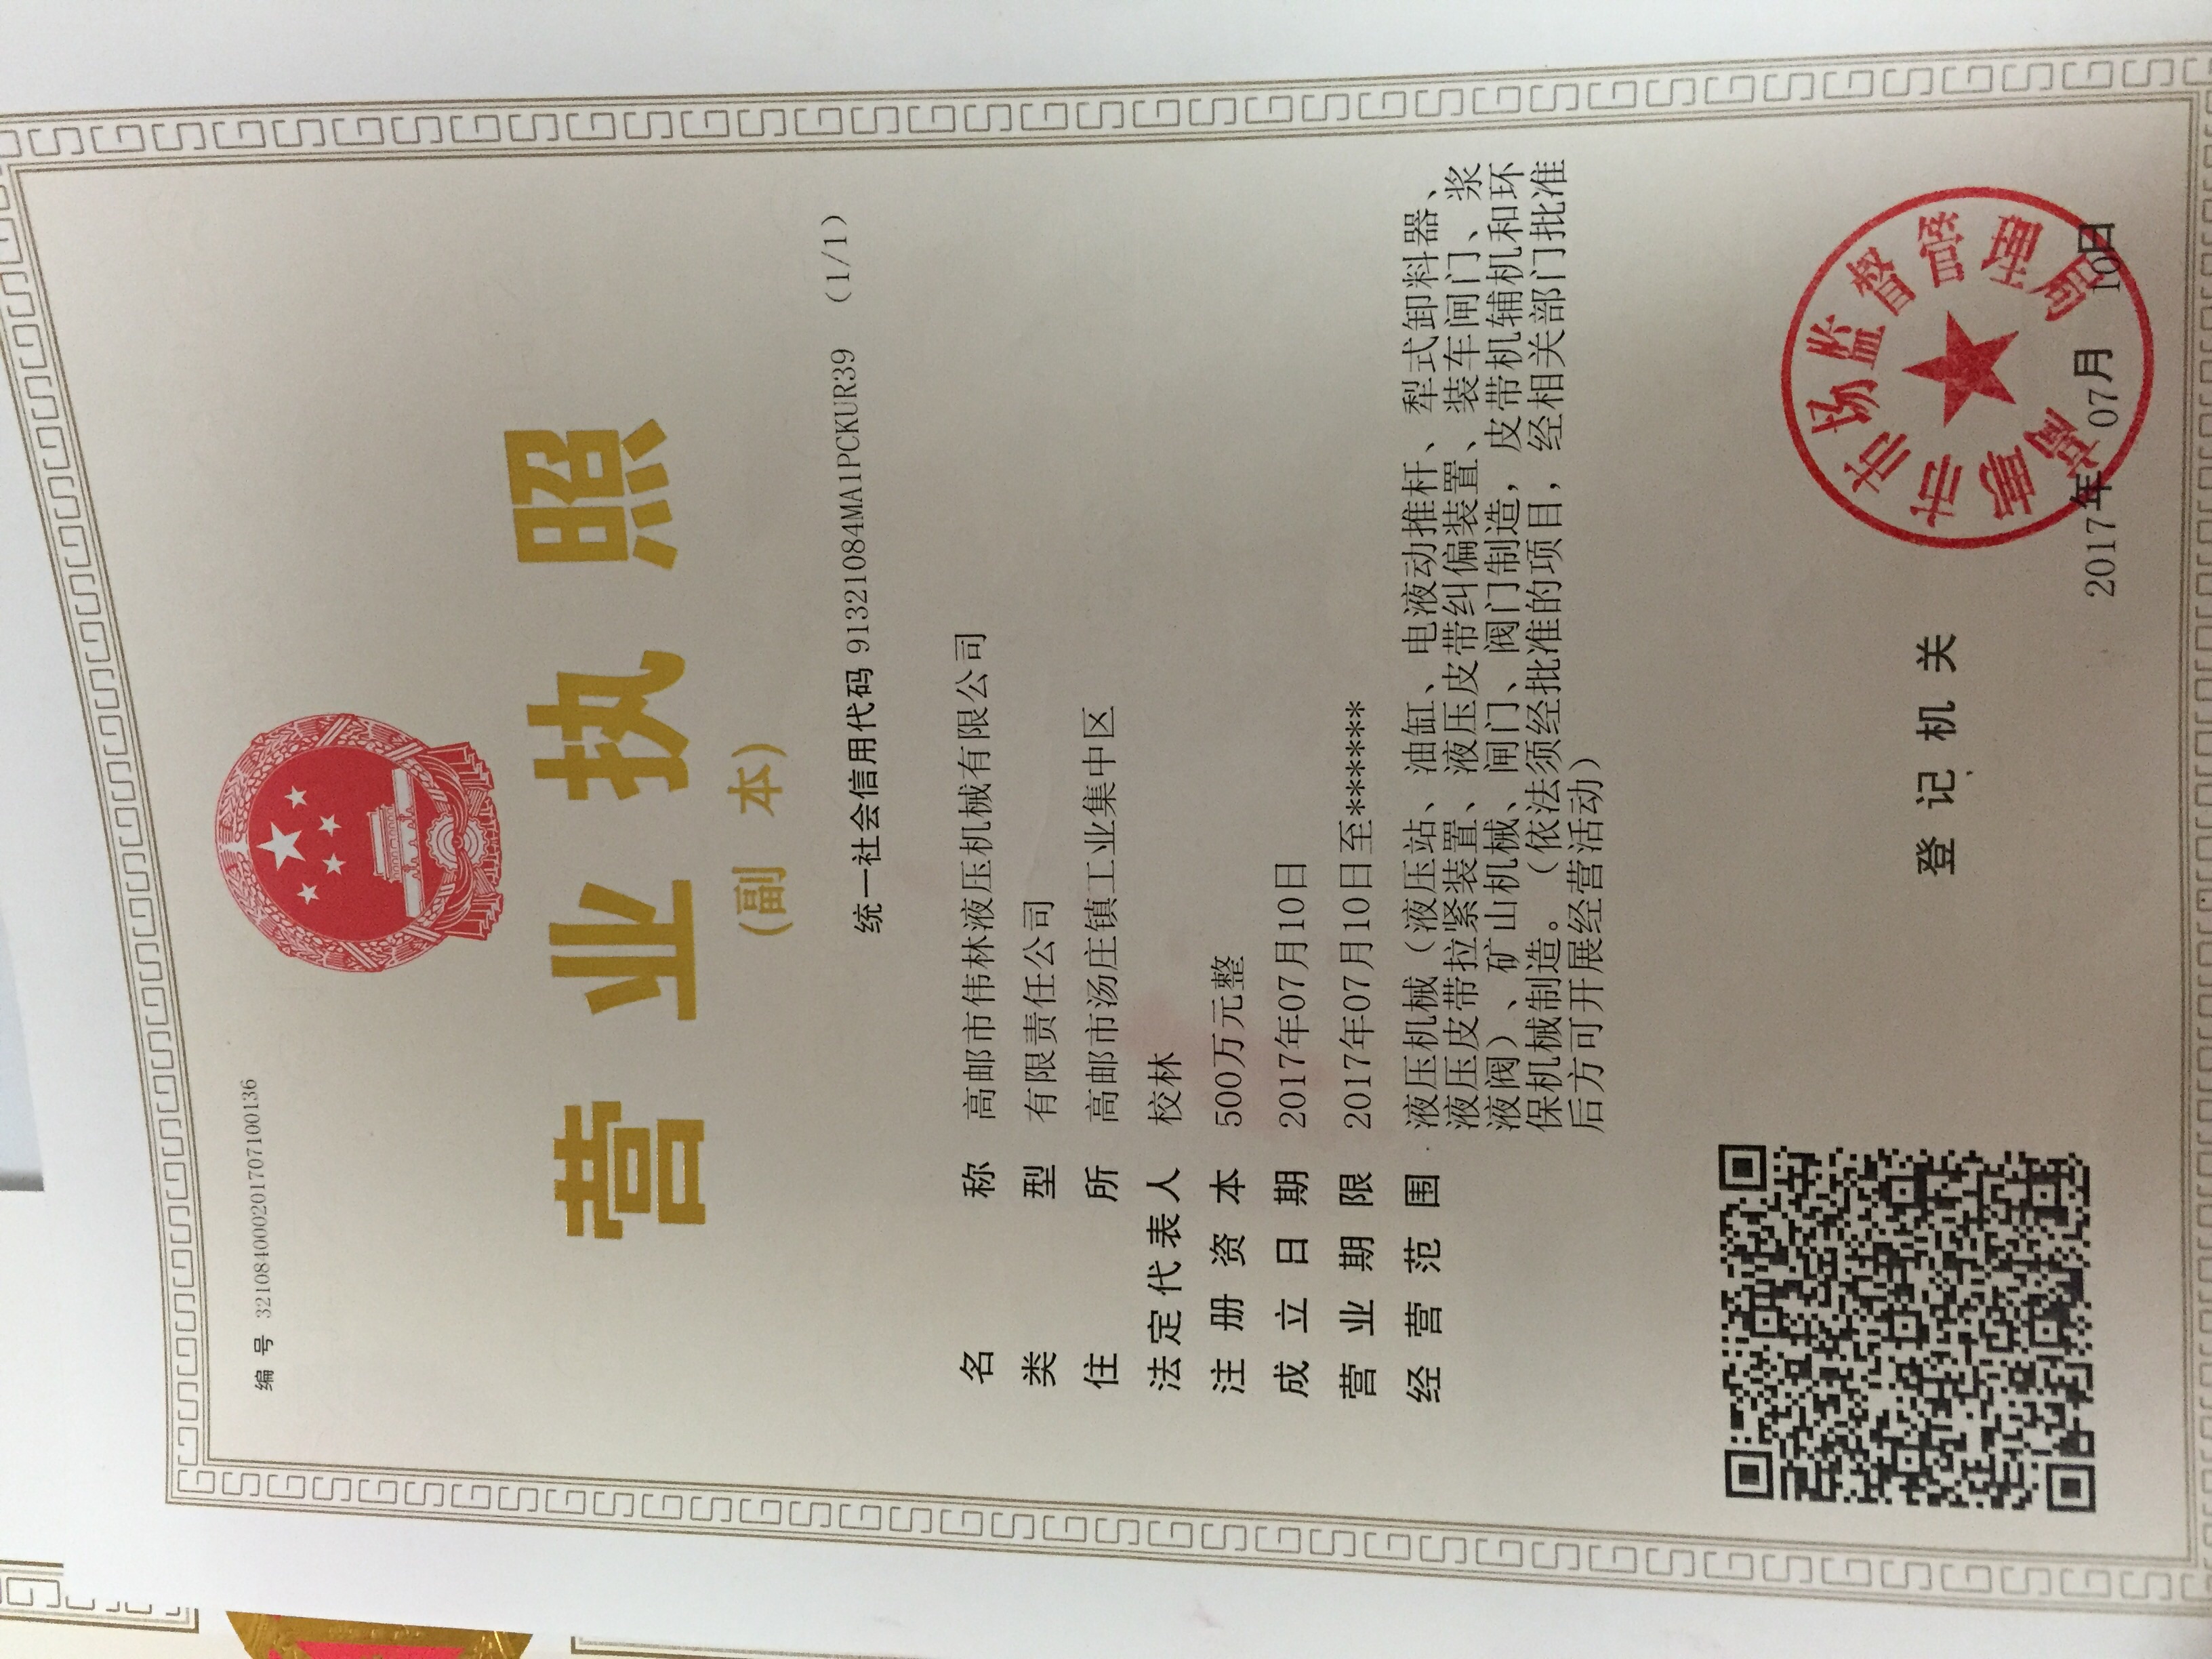 编 号 321084000201707100136
营业执照
(副 本)
统一社会信用代码 91321084MA1PCKUR39 (1/1)
名 称 高邮市伟林液压机械有限公司
类 型 有限责任公司
住 所 高邮市汤庄镇工业集中区
法定代表人 校林
注 册 资 本 500万元整
成 立 日 期 2017年07月10日
营 业 期 限 2017年07月10日至******
经 营 范 围 液压机械（液压站、油缸、电液动推杆、犁式卸料器、
液压皮带拉紧装置、液压皮带纠偏装置、装车闸门、浆
液阀）、矿山机械、闸门、阀门制造，皮带机辅机和环
保机械制造。（依法须经批准的项目，经相关部门批准
后方可开展经营活动）
登 记 机 关
高邮市市场监督管理局
2017年 07月 10日